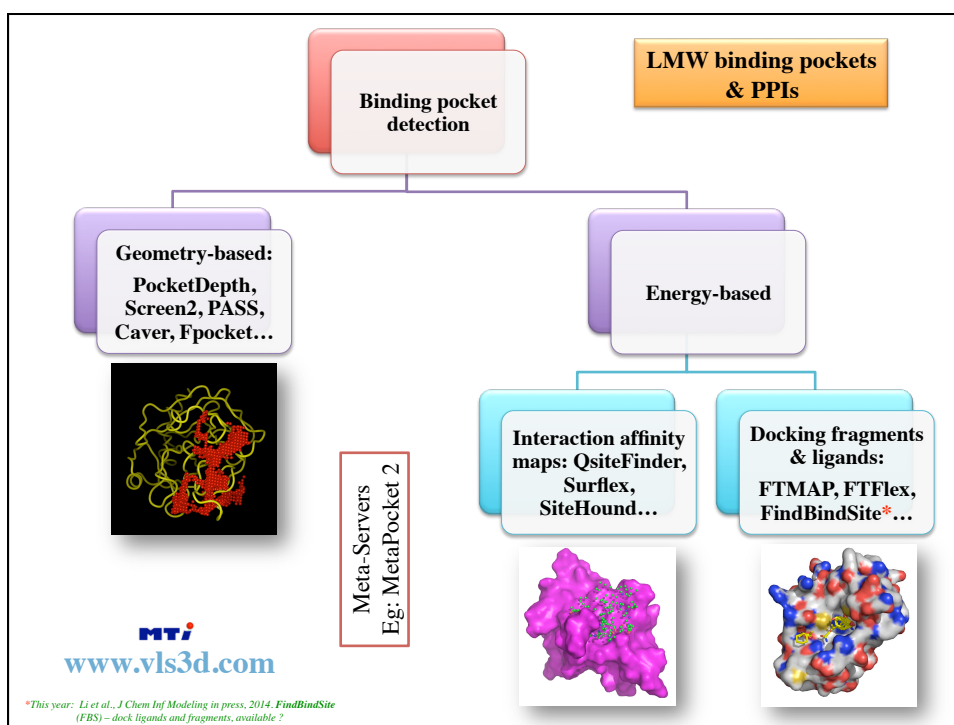 LMW binding pockets
& PPIs
Binding pocket
detection
Geometry-based:
PocketDepth,
Screen2, PASS,
Caver, Fpocket…
Energy-based
Interaction affinity
maps: QsiteFinder,
Surflex,
SiteHound…
Docking fragments
& ligands:
FTMAP, FTFlex,
FindBindSite*…
Meta-Servers
Eg: MetaPocket 2
MTi
www.vls3d.com
*This year: Li et al., J Chem Inf Modeling in press, 2014. FindBindSite
(FBS) – dock ligands and fragments, available ?